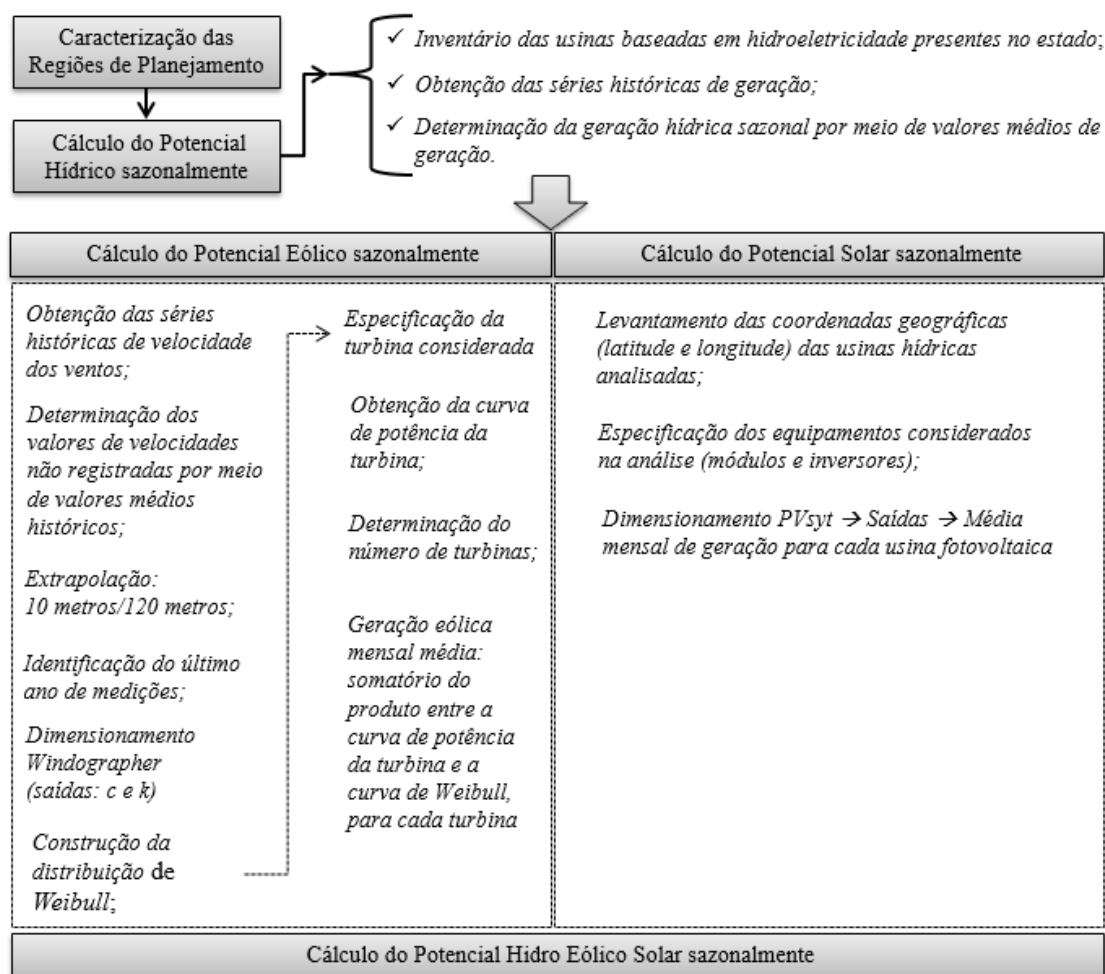 Caracterização das
Regiões de Planejamento
Cálculo do Potencial
Hídrico sazonalmente
✓ Inventário das usinas baseadas em hidroeletricidade presentes no estado;
✓ Obtenção das séries históricas de geração;
✓ Determinação da geração hídrica sazonal por meio de valores médios de
geração.
Cálculo do Potencial Eólico sazonalmente
Obtenção das séries
históricas de velocidade
dos ventos;
Determinação dos
valores de velocidades
não registradas por meio
de valores médios
históricos;
Extrapolação:
10 metros/120 metros;
Identificação do último
ano de medições;
Dimensionamento
Windographer
(saídas: c e k)
Construção da
distribuição de
Weibull;
Especificação da
turbina considerada
Obtenção da curva
de potência da
turbina;
Determinação do
número de turbinas;
Geração eólica
mensal média:
somatório do
produto entre a
curva de potência
da turbina e a
curva de Weibull,
para cada turbina
Cálculo do Potencial Solar sazonalmente
Levantamento das coordenadas geográficas
(latitude e longitude) das usinas hídricas
analisadas;
Especificação dos equipamentos considerados
na análise (módulos e inversores);
Dimensionamento PVsyt → Saídas → Média
mensal de geração para cada usina fotovoltaica
Cálculo do Potencial Hidro Eólico Solar sazonalmente